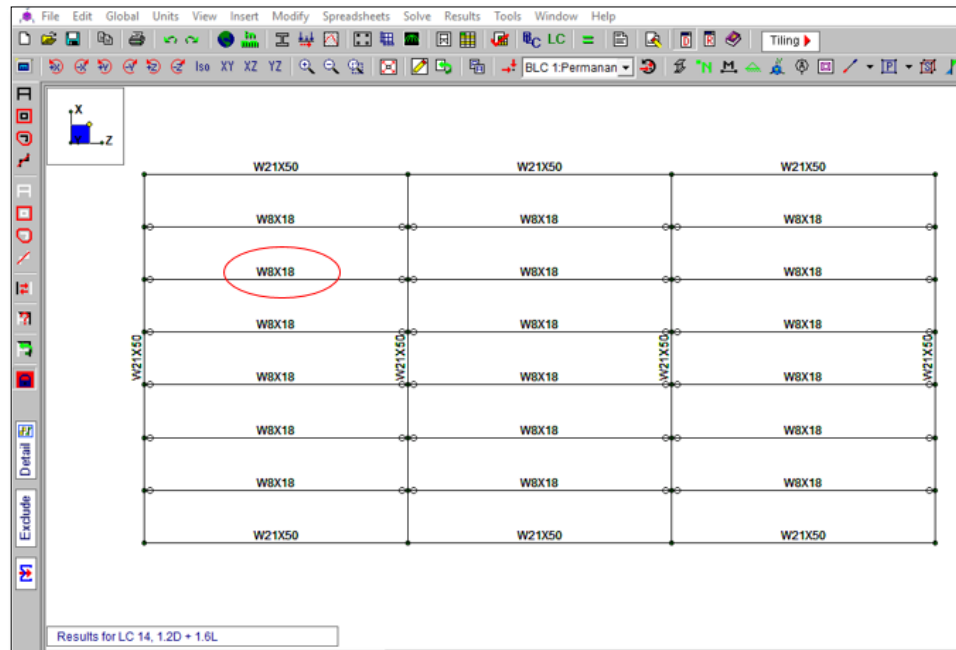 File Edit Global Units View Insert Modify Spreadsheets Solve Results Tools Window Help
LC Tiling
Iso XY XZ YZ BLC 1:Permanan
X
Y Z
W21X50 W21X50 W21X50
W8X18 W8X18 W8X18
W8X18 W8X18 W8X18
W8X18 W8X18 W8X18
W21X50 W21X50 W21X50 W21X50
W8X18 W8X18 W8X18
W8X18 W8X18 W8X18
W8X18 W8X18 W8X18
W21X50 W21X50 W21X50
Detail
Exclude
Results for LC 14, 1.2D + 1.6L